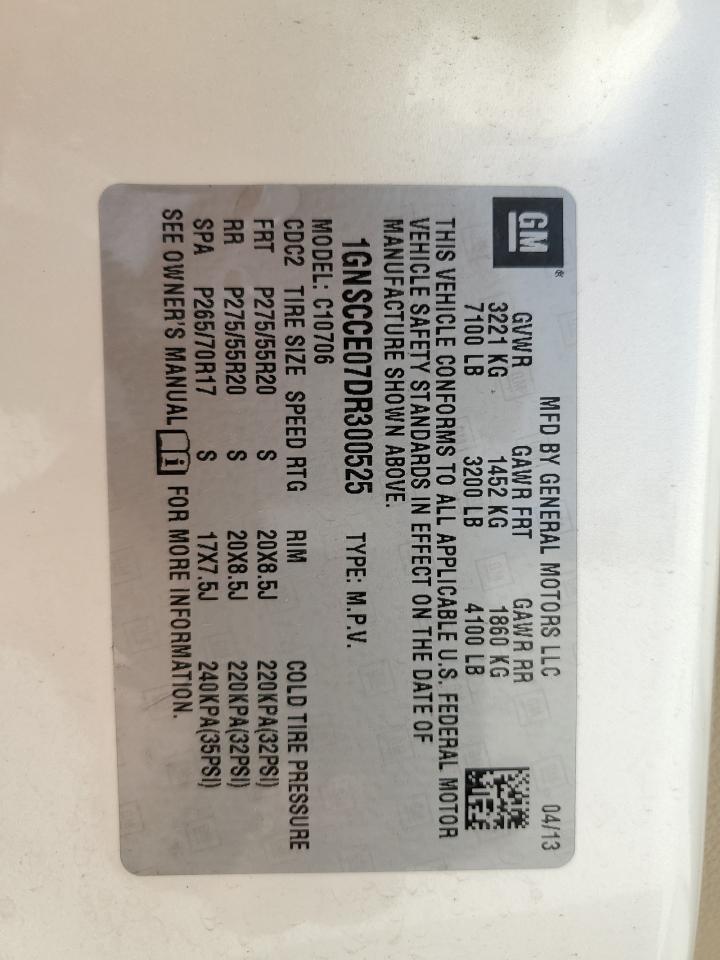 GM®
MFD BY GENERAL MOTORS LLC 04/13
GVWR GAWR FRT GAWR RR
3221 KG 1452 KG 1860 KG
7100 LB 3200 LB 4100 LB
THIS VEHICLE CONFORMS TO ALL APPLICABLE U.S. FEDERAL MOTOR
VEHICLE SAFETY STANDARDS IN EFFECT ON THE DATE OF
MANUFACTURE SHOWN ABOVE.
1GNSCCE07DR300525 TYPE: M.P.V.
MODEL: C10706
CDC2 TIRE SIZE SPEED RTG RIM COLD TIRE PRESSURE
FRT P275/55R20 S 20X8.5J 220KPA(32PSI)
RR P275/55R20 S 20X8.5J 220KPA(32PSI)
SPA P265/70R17 S 17X7.5J 240KPA(35PSI)
SEE OWNER'S MANUAL i FOR MORE INFORMATION.